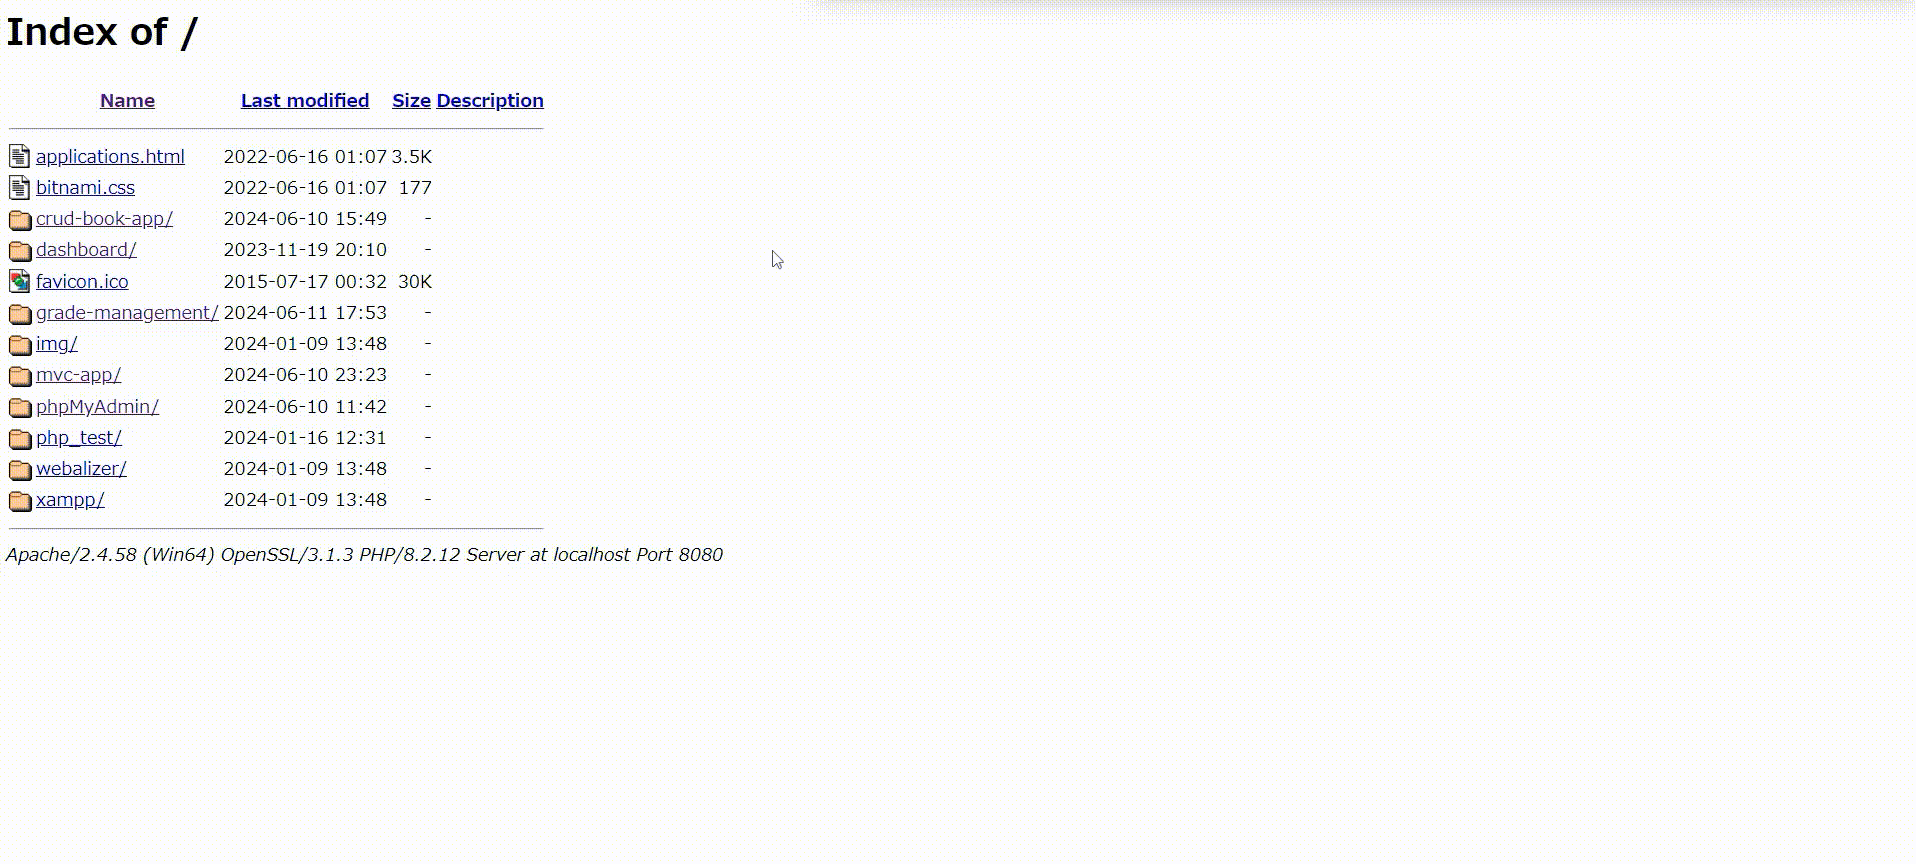 Index of /
Name Last modified Size Description
applications.html 2022-06-16 01:07 3.5K
bitnami.css 2022-06-16 01:07 177
crud-book-app/ 2024-06-10 15:49 -
dashboard/ 2023-11-19 20:10 -
favicon.ico 2015-07-17 00:32 30K
grade-management/ 2024-06-11 17:53 -
img/ 2024-01-09 13:48 -
mvc-app/ 2024-06-10 23:23 -
phpMyAdmin/ 2024-06-10 11:42 -
php_test/ 2024-01-16 12:31 -
webalizer/ 2024-01-09 13:48 -
xampp/ 2024-01-09 13:48 -
Apache/2.4.58 (Win64) OpenSSL/3.1.3 PHP/8.2.12 Server at localhost Port 8080